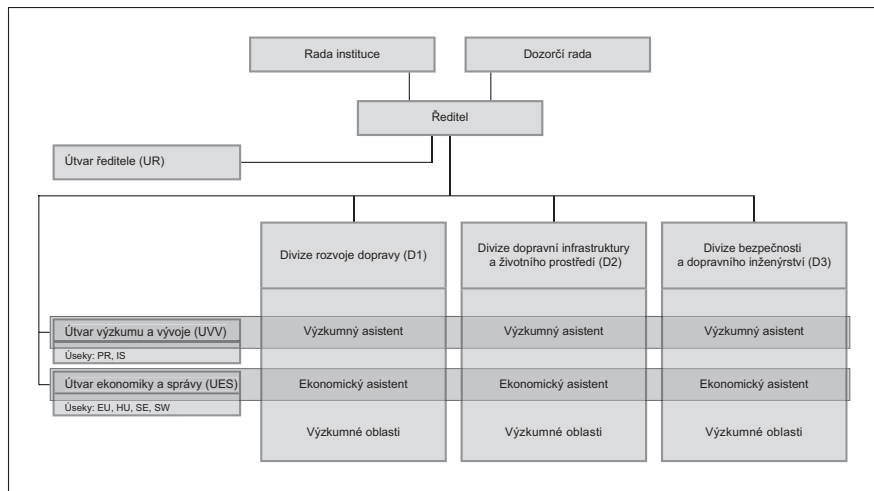 Rada instituce
Dozorčí rada
Ředitel
Útvar ředitele (UR)
Divize rozvoje dopravy (D1)
Divize dopravní infrastruktury
a životního prostředí (D2)
Divize bezpečnosti
a dopravního inženýrství (D3)
Útvar výzkumu a vývoje (UVV)
Výzkumný asistent
Výzkumný asistent
Výzkumný asistent
Úseky: PR, IS
Útvar ekonomiky a správy (UES)
Ekonomický asistent
Ekonomický asistent
Ekonomický asistent
Úseky: EU, HU, SE, SW
Výzkumné oblasti
Výzkumné oblasti
Výzkumné oblasti